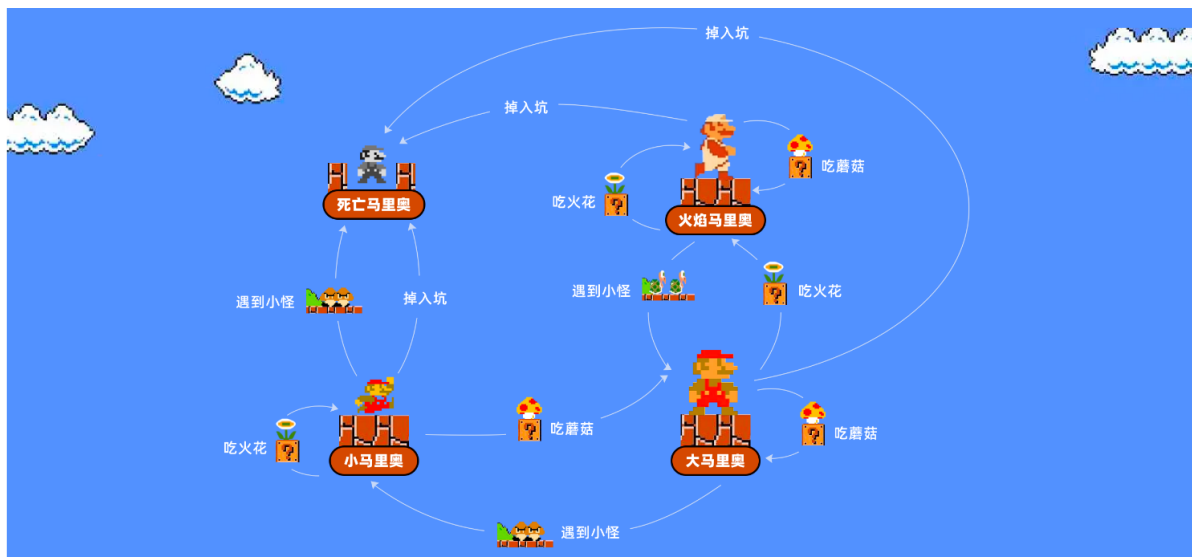 掉入坑
掉入坑
吃蘑菇
死亡马里奥
吃火花
火焰马里奥
遇到小怪
掉入坑
遇到小怪
吃火花
吃火花
小马里奥
吃蘑菇
大马里奥
吃蘑菇
遇到小怪